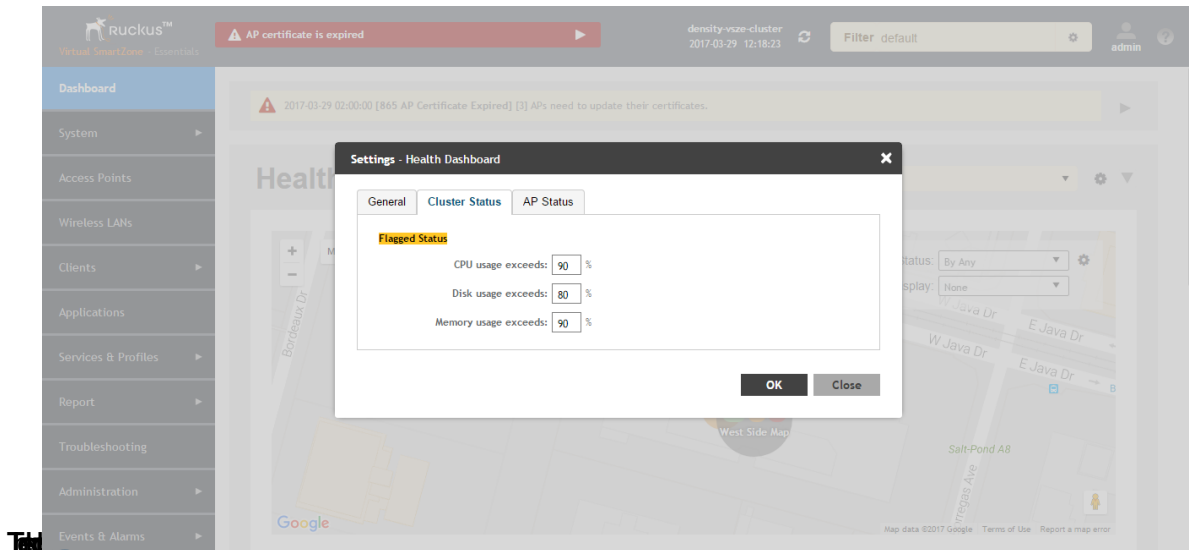 RUCKUS™
Virtual SmartZone - Essentials
AP certificate is expired
density-vsze-cluster
2017-03-29 12:18:23
Filter default
admin
Dashboard
2017-03-29 02:00:00 [865 AP Certificate Expired] [3] APs need to update their certificates.
System
Access Points
Wireless LANs
Clients
Applications
Services & Profiles
Report
Troubleshooting
Administration
Events & Alarms
Settings - Health Dashboard
General
Cluster Status
AP Status
Flagged Status
CPU usage exceeds: 90 %
Disk usage exceeds: 80 %
Memory usage exceeds: 90 %
OK
Close
By Any
None
Bordeaux Dr
W Java Dr
E Java Dr
W Java Dr
E Java Dr
West Side Map
Salt-Pond A8
Google
Map data ©2017 Google
Terms of Use
Report a map error